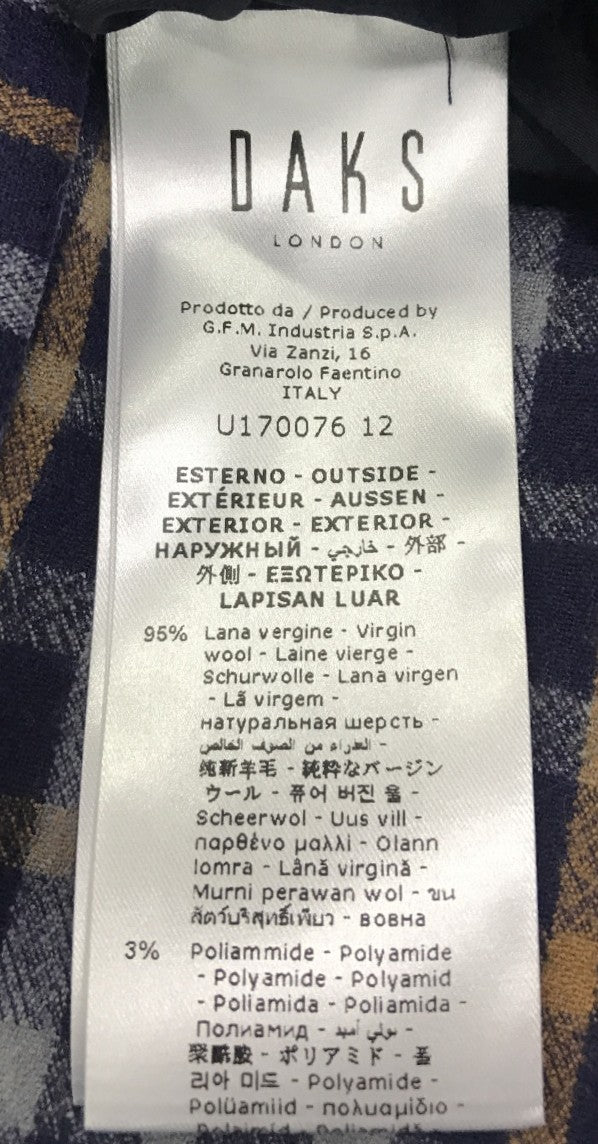 DAKS
LONDON
Prodotto da / Produced by
G.F.M. Industria S.p.A.
Via Zanzi, 16
Granarolo Faentino
ITALY
U170076 12
ESTERNO - OUTSIDE -
EXTÉRIEUR - AUSSEN -
EXTERIOR - EXTERIOR -
НАРУЖНЫЙ - خارجي - 外部 -
外側 - ΕΞΩΤΕΡΙΚΟ -
LAPISAN LUAR
95% Lana vergine - Virgin
wool - Laine vierge -
Schurwolle - Lana virgen
- Lã virgem -
натуральная шерсть -
العذراء من الصوف الخالص -
纯新羊毛 - 純粋なバージン
ウール - 퓨어 버진 울 -
Scheerwol - Uus vill -
παρθένο μαλλί - Olann
lomra - Lână virgină -
Murni perawan wol - ขน
สัตว์บริสุทธิ์เพียว - вовна
3% Poliammide - Polyamide
- Polyamide - Polyamid
- Poliamida - Poliamida -
Полиамид - بولي أميد -
聚酰胺 - ポリアミド - 폴
리아 미드 - Polyamide -
Polüamiid - πολυαμίδιο -